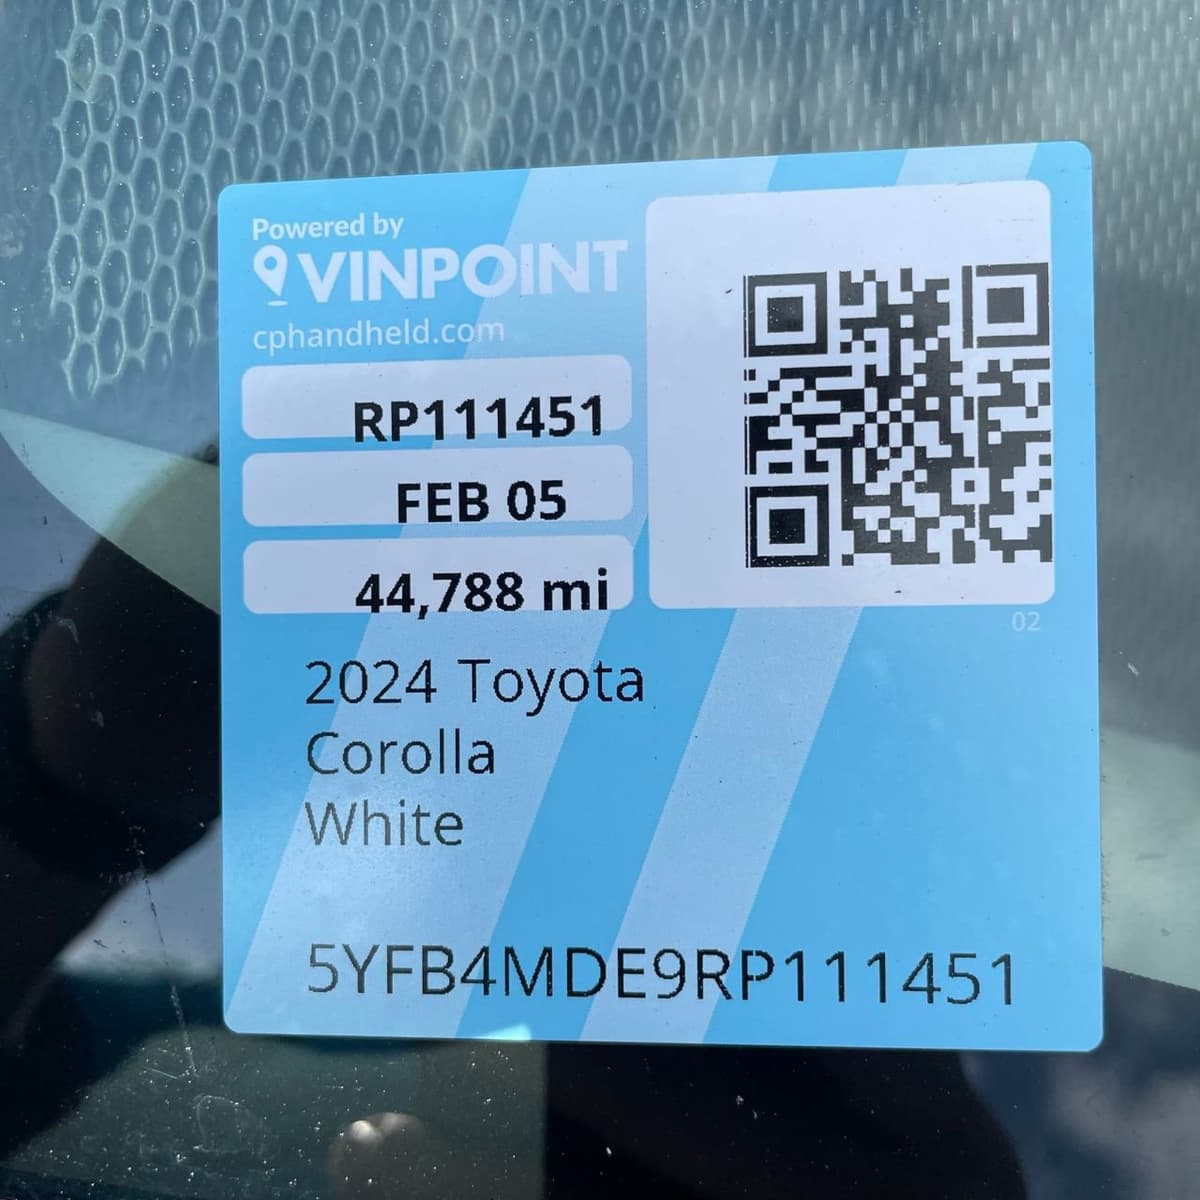 Powered by
VINPOINT
cphandheld.com
RP111451
FEB 05
44,788 mi
02
2024 Toyota
Corolla
White
5YFB4MDE9RP111451